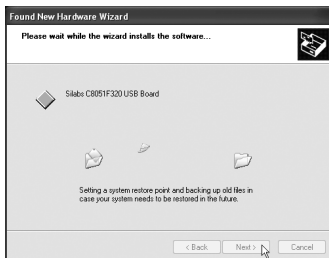 Found New Hardware Wizard
Please wait while the wizard installs the software...
Silabs C8051F320 USB Board
Setting a system restore point and backing up old files in
case your system needs to be restored in the future.
< Back
Next >
Cancel